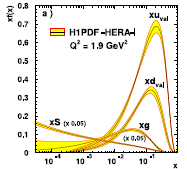 xf(x)
a)
H1PDF-HERA-I
Q² = 1.9 GeV²
xu_val
xd_val
xS (x 0.05)
xg
(x 0.05)
0.8
0.7
0.6
0.5
0.4
0.3
0.2
0.1
0
10⁻⁴ 10⁻³ 10⁻² 10⁻¹ x